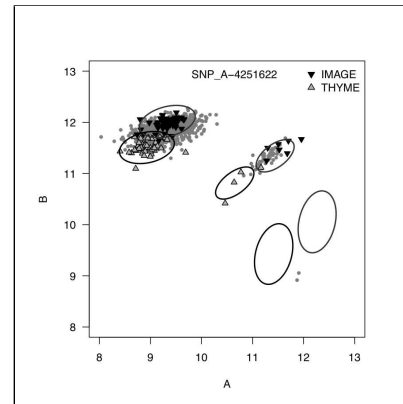 SNP_A-4251622
IMAGE
THYME
13
12
11
10
9
8
B
8 9 10 11 12 13
A